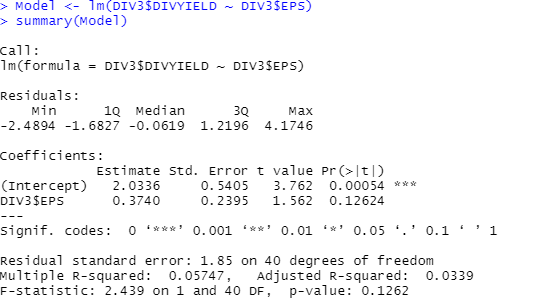 > Model <- lm(DIV3$DIVYIELD ~ DIV3$EPS)
> summary(Model)
Call:
lm(formula = DIV3$DIVYIELD ~ DIV3$EPS)
Residuals:
    Min      1Q  Median      3Q     Max
-2.4894 -1.6827 -0.0619  1.2196  4.1746
Coefficients:
            Estimate Std. Error t value Pr(>|t|)
(Intercept)   2.0336     0.5405   3.762  0.00054 ***
DIV3$EPS      0.3740     0.2395   1.562  0.12624
---
Signif. codes:  0 ‘***’ 0.001 ‘**’ 0.01 ‘*’ 0.05 ‘.’ 0.1 ‘ ’ 1
Residual standard error: 1.85 on 40 degrees of freedom
Multiple R-squared:  0.05747,   Adjusted R-squared:  0.0339
F-statistic: 2.439 on 1 and 40 DF,  p-value: 0.1262